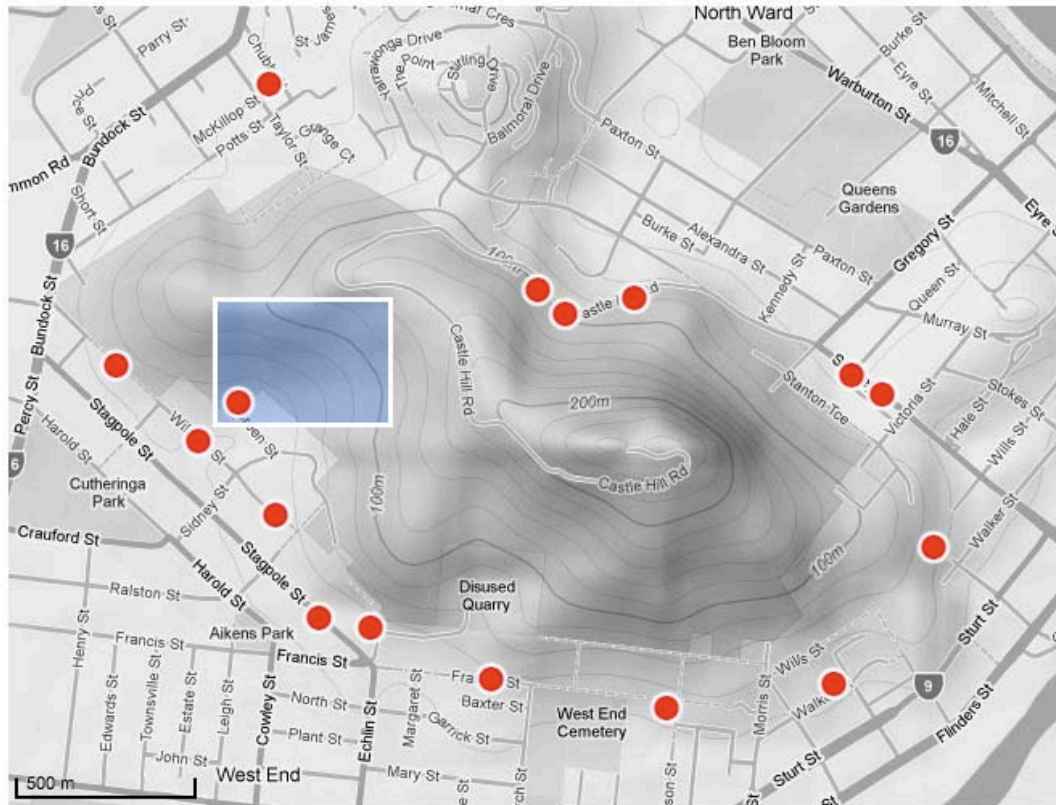 North Ward
Ben Bloom
Park
Burke St
Eyre St
Mitchell St
Warburton St
16
Parry St
Yarrawonga Drive
The Point
Stirling Drive
Balmoral Drive
McKillop St
Potts St
Taylor St
Grange Ct
Bundock St
Paxton St
Short St
Queens
Gardens
Eyre St
Burke St
Alexandra St
Paxton St
Gregory St
Kennedy St
Queen St
Murray St
16
100m
Percy St
Bundock St
Castle Hill Rd
Stanton Tce
Victoria St
Stokes St
Hale St
Wills St
200m
Harold St
Stagpole St
Cutheringa
Park
Sidney St
Castle Hill Rd
100m
Walker St
Crauford St
100m
Ralston St
Harold St
Stagpole St
Disused
Quarry
Aikens Park
Francis St
Francis St
Henry St
Edwards St
Townsville St
Estate St
Leigh St
Cowley St
North St
Plant St
John St
Echlin St
Margaret St
Baxter St
Garrick St
Mary St
West End
Cemetery
Morris St
Wills St
Sturt St
9
Flinders St
Sturt St
West End
500 m